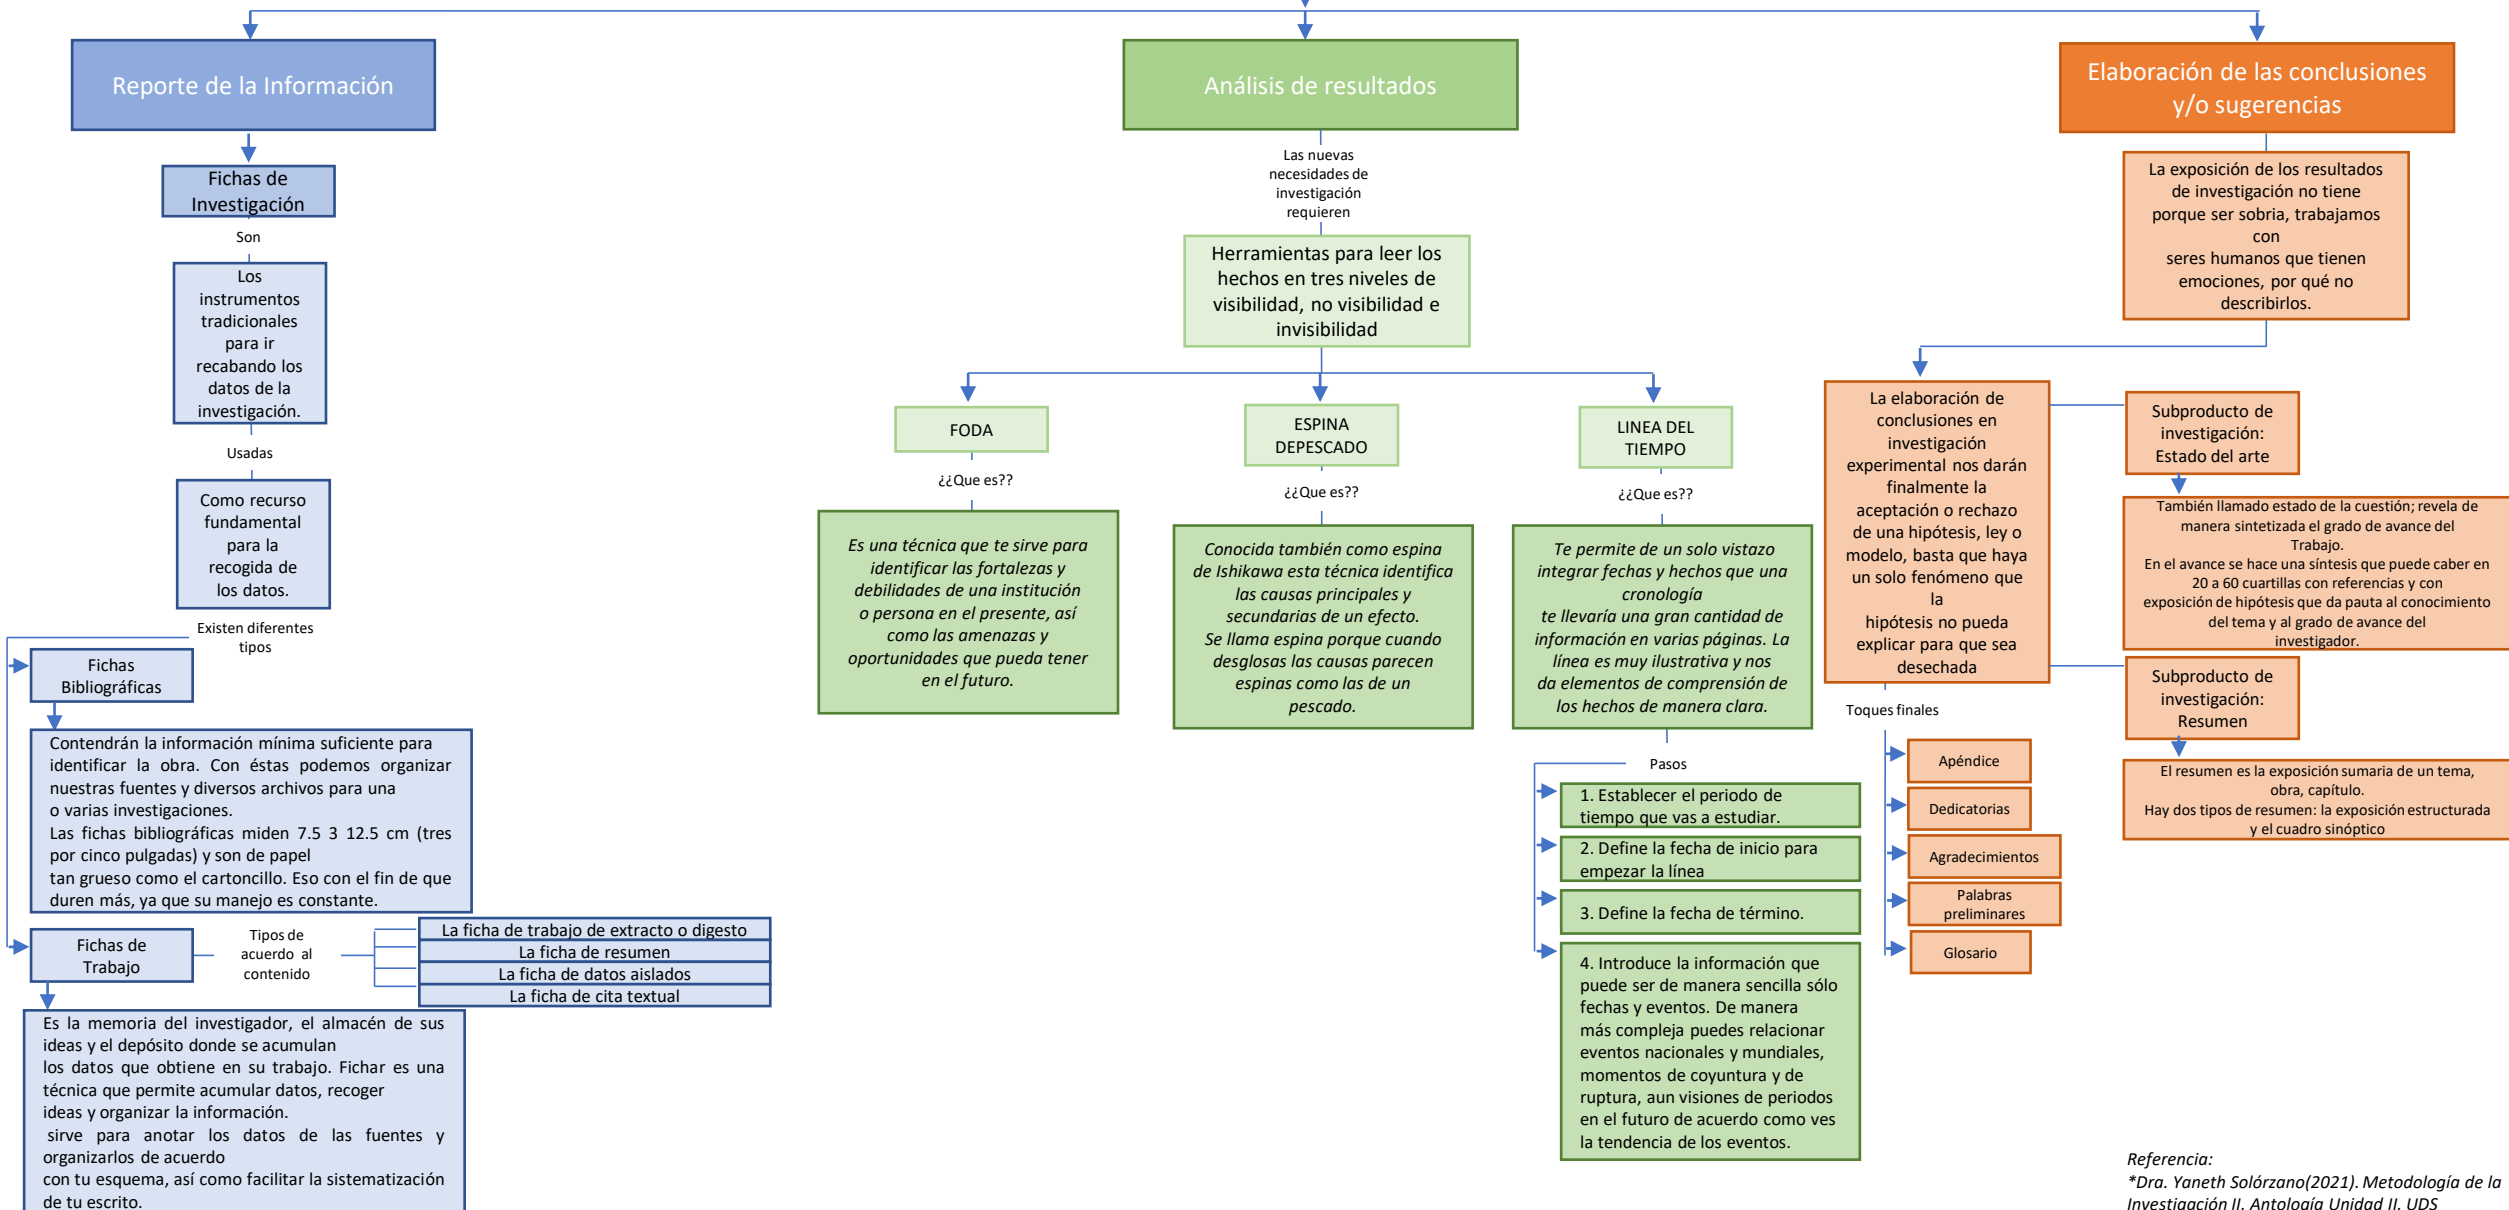 Reporte de la Información
Fichas de
Investigación
Son
Los
instrumentos
tradicionales
para ir
recabando los
datos de la
investigación.
Usadas
Como recurso
fundamental
para la
recogida de
los datos.
Existen diferentes
tipos
Fichas
Bibliográficas
Contendrán la información mínima suficiente para
identificar la obra. Con éstas podemos organizar
nuestras fuentes y diversos archivos para una
o varias investigaciones.
Las fichas bibliográficas miden 7.5 3 12.5 cm (tres
por cinco pulgadas) y son de papel
tan grueso como el cartoncillo. Eso con el fin de que
duren más, ya que su manejo es constante.
Fichas de
Trabajo
Tipos de
acuerdo al
contenido
La ficha de trabajo de extracto o digesto
La ficha de resumen
La ficha de datos aislados
La ficha de cita textual
Es la memoria del investigador, el almacén de sus
ideas y el depósito donde se acumulan
los datos que obtiene en su trabajo. Fichar es una
técnica que permite acumular datos, recoger
ideas y organizar la información.
sirve para anotar los datos de las fuentes y
organizarlos de acuerdo
con tu esquema, así como facilitar la sistematización
de tu escrito.
Análisis de resultados
Las nuevas
necesidades de
investigación
requieren
Herramientas para leer los
hechos en tres niveles de
visibilidad, no visibilidad e
invisibilidad
FODA
¿¿Que es??
Es una técnica que te sirve para
identificar las fortalezas y
debilidades de una institución
o persona en el presente, así
como las amenazas y
oportunidades que pueda tener
en el futuro.
ESPINA
DEPESCADO
¿¿Que es??
Conocida también como espina
de Ishikawa esta técnica identifica
las causas principales y
secundarias de un efecto.
Se llama espina porque cuando
desglosas las causas parecen
espinas como las de un
pescado.
LINEA DEL
TIEMPO
¿¿Que es??
Te permite de un solo vistazo
integrar fechas y hechos que una
cronología
te llevaría una gran cantidad de
información en varias páginas. La
línea es muy ilustrativa y nos
da elementos de comprensión de
los hechos de manera clara.
Pasos
1. Establecer el periodo de
tiempo que vas a estudiar.
2. Define la fecha de inicio para
empezar la línea
3. Define la fecha de término.
4. Introduce la información que
puede ser de manera sencilla sólo
fechas y eventos. De manera
más compleja puedes relacionar
eventos nacionales y mundiales,
momentos de coyuntura y de
ruptura, aun visiones de periodos
en el futuro de acuerdo como ves
la tendencia de los eventos.
Elaboración de las conclusiones
y/o sugerencias
La exposición de los resultados
de investigación no tiene
porque ser sobria, trabajamos
con
seres humanos que tienen
emociones, por qué no
describirlos.
La elaboración de
conclusiones en
investigación
experimental nos darán
finalmente la
aceptación o rechazo
de una hipótesis, ley o
modelo, basta que haya
un solo fenómeno que
la
hipótesis no pueda
explicar para que sea
desechada
Subproducto de
investigación:
Estado del arte
También llamado estado de la cuestión; revela de
manera sintetizada el grado de avance del
Trabajo.
En el avance se hace una síntesis que puede caber en
20 a 60 cuartillas con referencias y con
exposición de hipótesis que da pauta al conocimiento
del tema y al grado de avance del
investigador.
Subproducto de
investigación:
Resumen
El resumen es la exposición sumaria de un tema,
obra, capítulo.
Hay dos tipos de resumen: la exposición estructurada
y el cuadro sinóptico
Toques finales
Apéndice
Dedicatorias
Agradecimientos
Palabras
preliminares
Glosario
Referencia:
*Dra. Yaneth Solórzano(2021). Metodología de la
Investigación II. Antología Unidad II. UDS